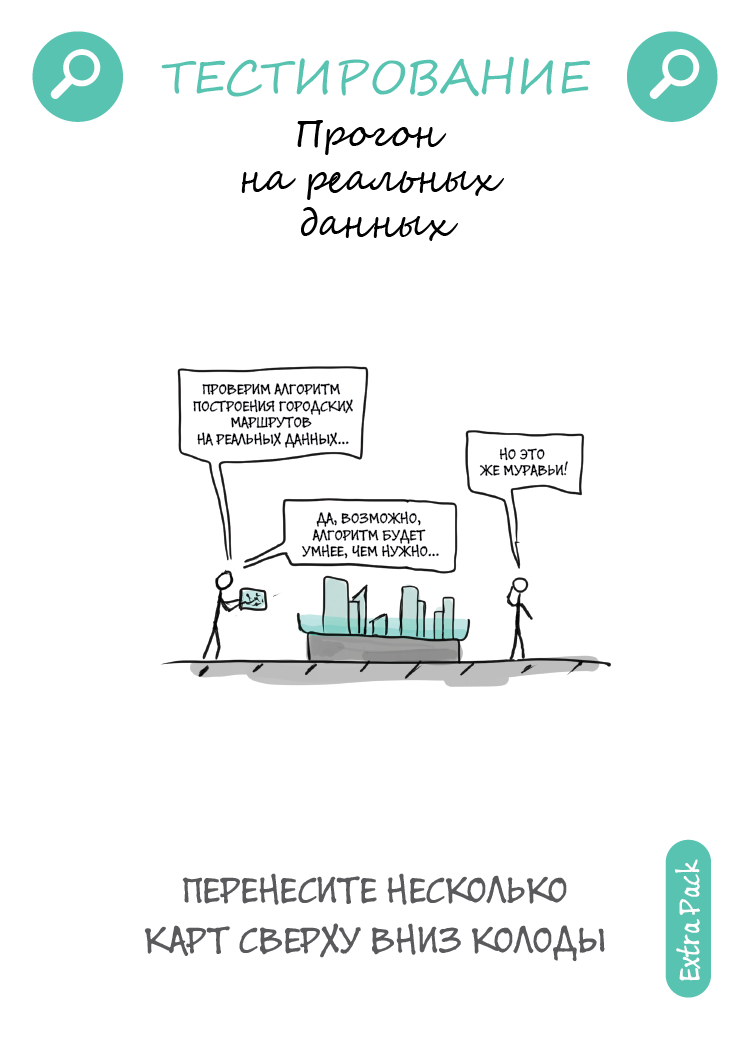 ТЕСТИРОВАНИЕ
Прогон
на реальных
данных
ПРОВЕРИМ АЛГОРИТМ
ПОСТРОЕНИЯ ГОРОДСКИХ
МАРШРУТОВ
НА РЕАЛЬНЫХ ДАННЫХ...
НО ЭТО
ЖЕ МУРАВЬИ!
ДА, ВОЗМОЖНО,
АЛГОРИТМ БУДЕТ
УМНЕЕ, ЧЕМ НУЖНО...
ПЕРЕНЕСИТЕ НЕСКОЛЬКО
КАРТ СВЕРХУ ВНИЗ КОЛОДЫ
Extra Pack